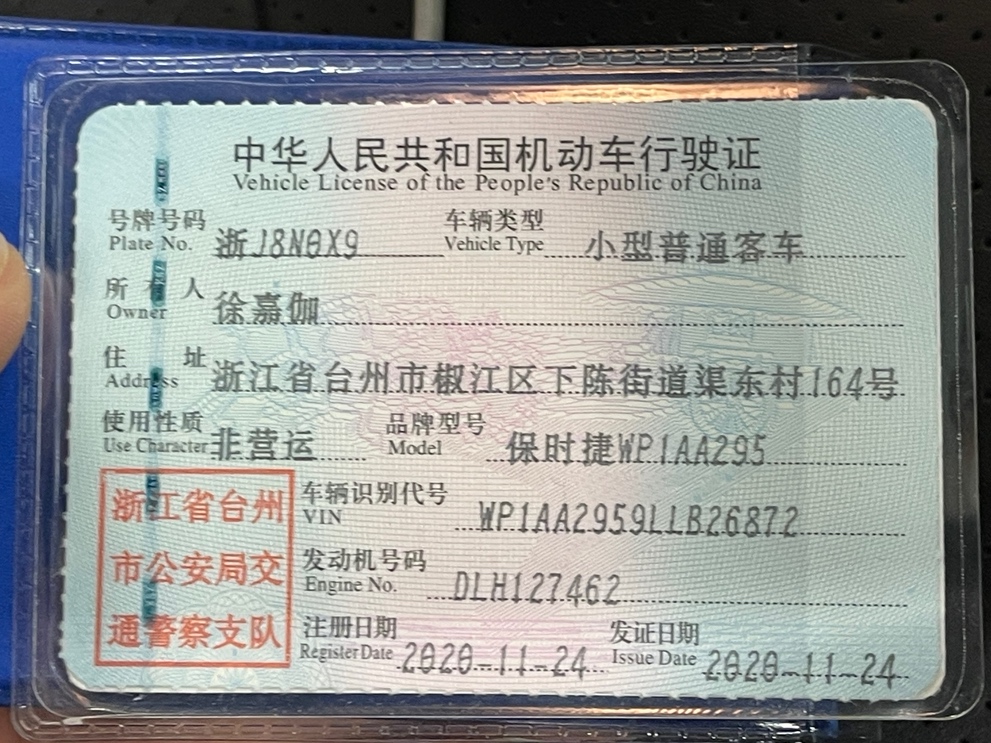 中华人民共和国机动车行驶证
Vehicle License of the People's Republic of China
号牌号码 浙J8N0X9 车辆类型 小型普通客车
Plate No. Vehicle Type
所有人 徐嘉伽
Owner
住址 浙江省台州市椒江区下陈街道渠东村164号
Address
使用性质 非营运 品牌型号 保时捷WP1AA295
Use Character Model
浙江省台州 车辆识别代号 WP1AA2959LLB26872
VIN
市公安局交 发动机号码 DLH127462
Engine No.
通警察支队 注册日期 2020-11-24 发证日期 2020-11-24
Register Date Issue Date